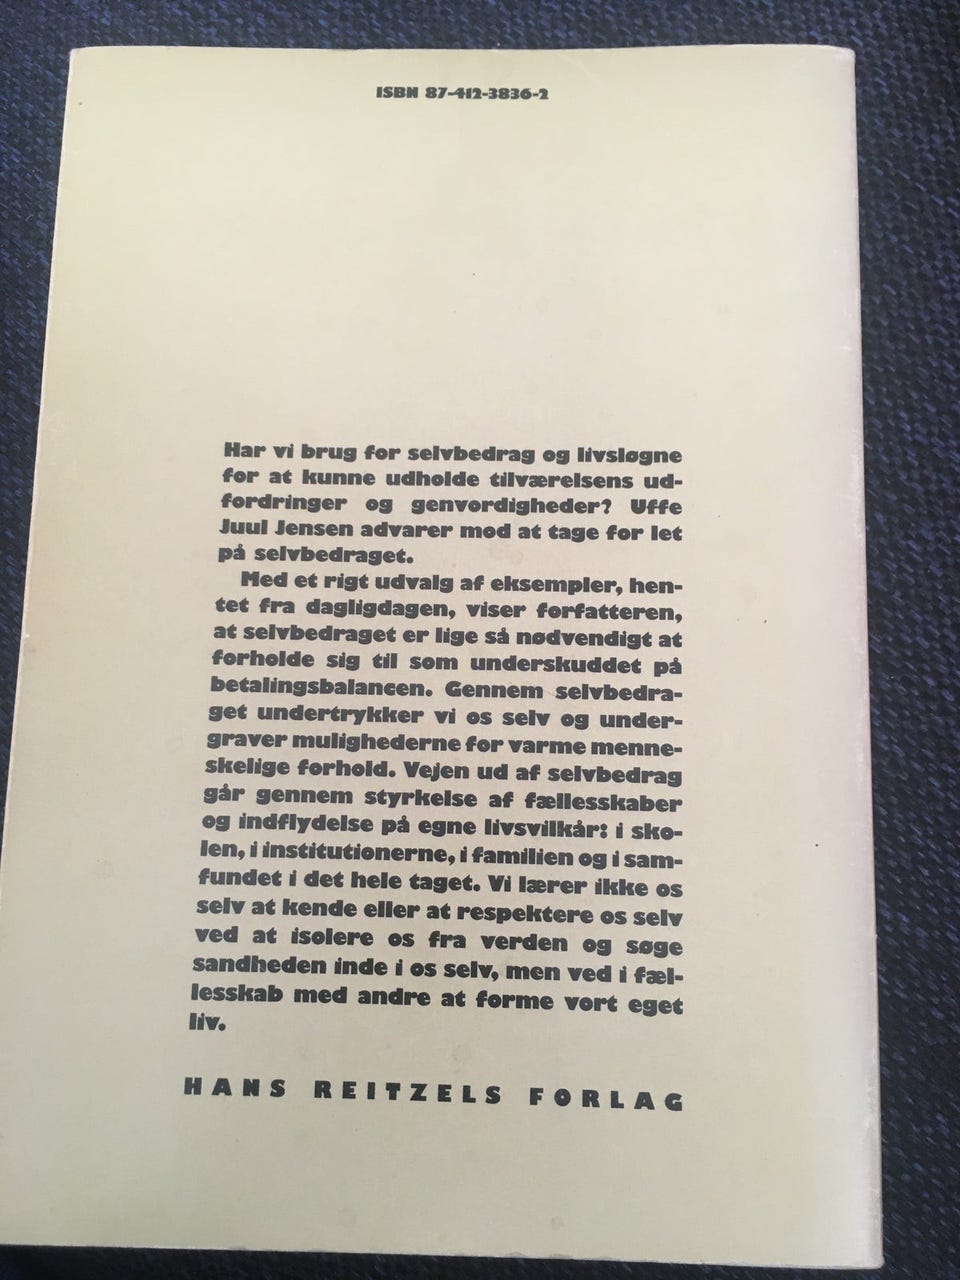 ISBN 87-412-3836-2
Har vi brug for selvbedrag og livsløgne
for at kunne udholde tilværelsens ud-
fordringer og genvordigheder? Uffe
Juul Jensen advarer mod at tage for let
på selvbedraget.
Med et rigt udvalg af eksempler, hen-
tet fra dagligdagen, viser forfatteren,
at selvbedraget er lige så nødvendigt at
forholde sig til som underskuddet på
betalingsbalancen. Gennem selvbedra-
get undertrykker vi os selv og under-
graver mulighederne for varme menne-
skelige forhold. Vejen ud af selvbedrag
går gennem styrkelse af fællesskaber
og indflydelse på egne livsvilkår: i sko-
len, i institutionerne, i familien og i sam-
fundet i det hele taget. Vi lærer ikke os
selv at kende eller at respektere os selv
ved at isolere os fra verden og søge
sandheden inde i os selv, men ved i fæl-
lesskab med andre at forme vort eget
liv.
HANS REITZELS FORLAG